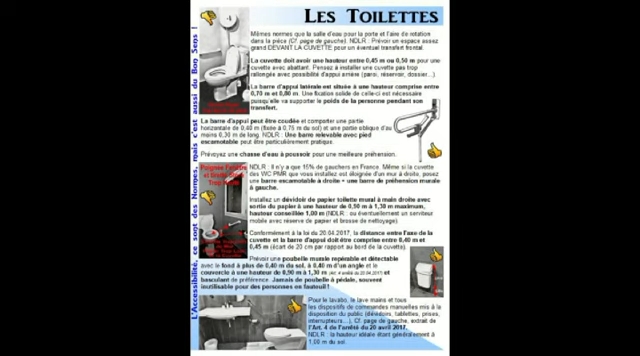 LES TOILETTES
Mêmes normes que la salle d'eau pour la porte et l'aire de rotation
dans la pièce (Cf. page de gauche). NDLR : Prévoir un espace assez
grand DEVANT LA CUVETTE pour un éventuel transfert frontal.
La cuvette doit avoir une hauteur entre 0,45 m ou 0,50 m pour une
cuvette avec abattant. Pensez à installer une cuvette pas trop
rallongée avec possibilité d'appui arrière (paroi, réservoir, dossier...)
La barre d'appui latérale est située à une hauteur comprise entre
0,70 m et 0,80 m. Une fixation solide de celle-ci est nécessaire
puisqu'elle va supporter le poids de la personne pendant son
transfert.
La barre d'appui peut être coudée et comporter une partie
horizontale de 0,40 m (fixée à 0,75 m du sol) et une partie oblique d'au
moins 0,30 m de long. NDLR : Une barre relevable avec pied
escamotable peut être particulièrement pratique.
Prévoyez une chasse d'eau à poussoir pour une meilleure préhension.
NDLR : Il n'y a que 15% de gauchers en France. Même si la cuvette
des WC PMR que vous installez est éloignée d'un mur à droite, posez
une barre escamotable à droite + une barre de préhension murale
à gauche.
Installez un dévidoir de papier toilette mural à main droite avec
sortie du papier à une hauteur de 0,90 m à 1,30 m maximum,
hauteur conseillée 1,00 m (NDLR : ou éventuellement un serviteur
mobile avec réserve de papier et brosse de nettoyage).
Conformément à la loi du 20.04.2017, la distance entre l'axe de la
cuvette et la barre d'appui doit être comprise entre 0,40 m et
0,45 m (écart de 20 cm par rapport au bord de la cuvette).
Prévoir une poubelle murale repérable et détectable
avec le fond à plus de 0,40 m du sol, à 0,40 m d'un angle et le
couvercle à une hauteur de 0,90 m à 1,30 m
basculant de préférence. Jamais de poubelle à pédale, souvent
inutilisable pour des personnes en fauteuil !
Pour le lavabo, le lave mains et tous
les dispositifs de commandes manuelles mis à la
disposition du public (dévidoirs, tablettes, prises,
interrupteurs...) Cf. page de gauche, extrait de
l'Art. 4 de l'arrêté du 20 avril 2017.
NDLR : la hauteur idéale étant généralement à
1,00 m du sol.
L'Accessibilité, ce sont des Normes, mais c'est aussi du Bon Sens !